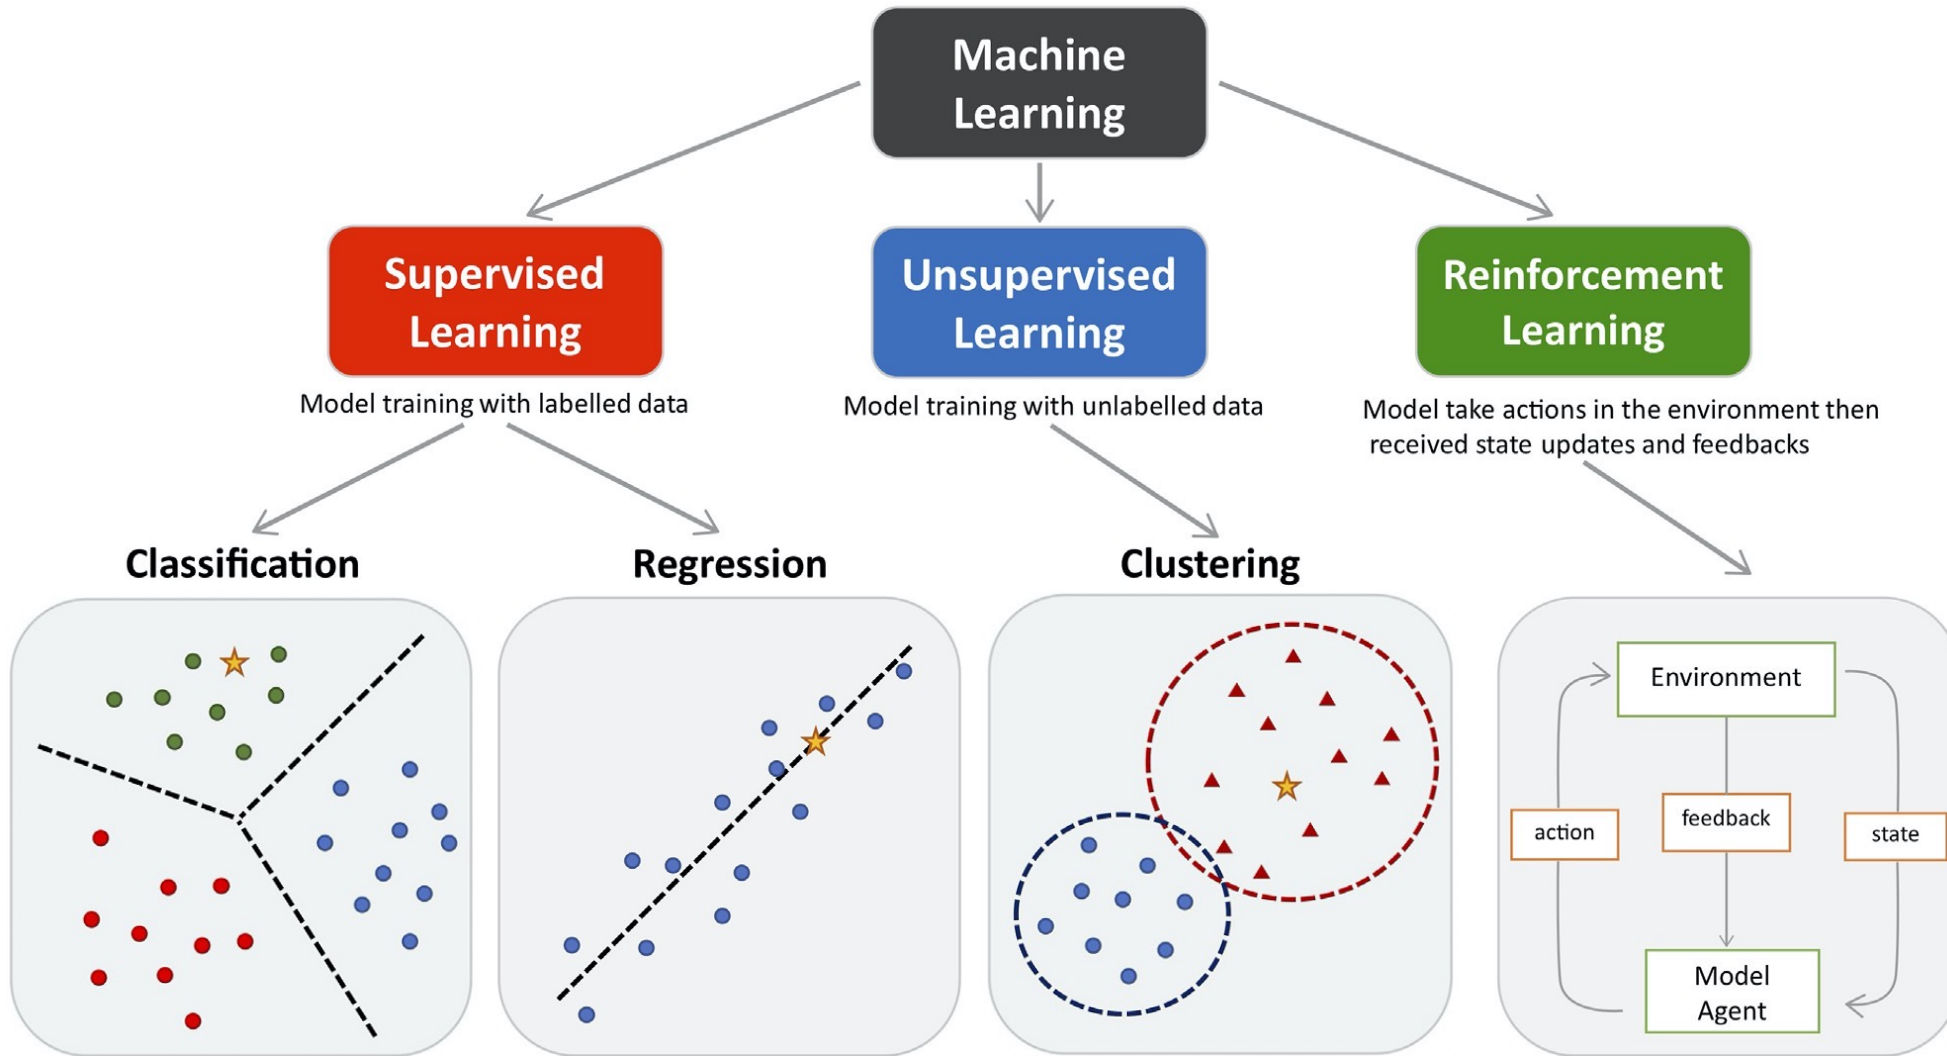 Machine
Learning
Supervised
Learning
Unsupervised
Learning
Reinforcement
Learning
Model training with labelled data
Model training with unlabelled data
Model take actions in the environment then
received state updates and feedbacks
Classification
Regression
Clustering
Environment
action
feedback
state
Model
Agent